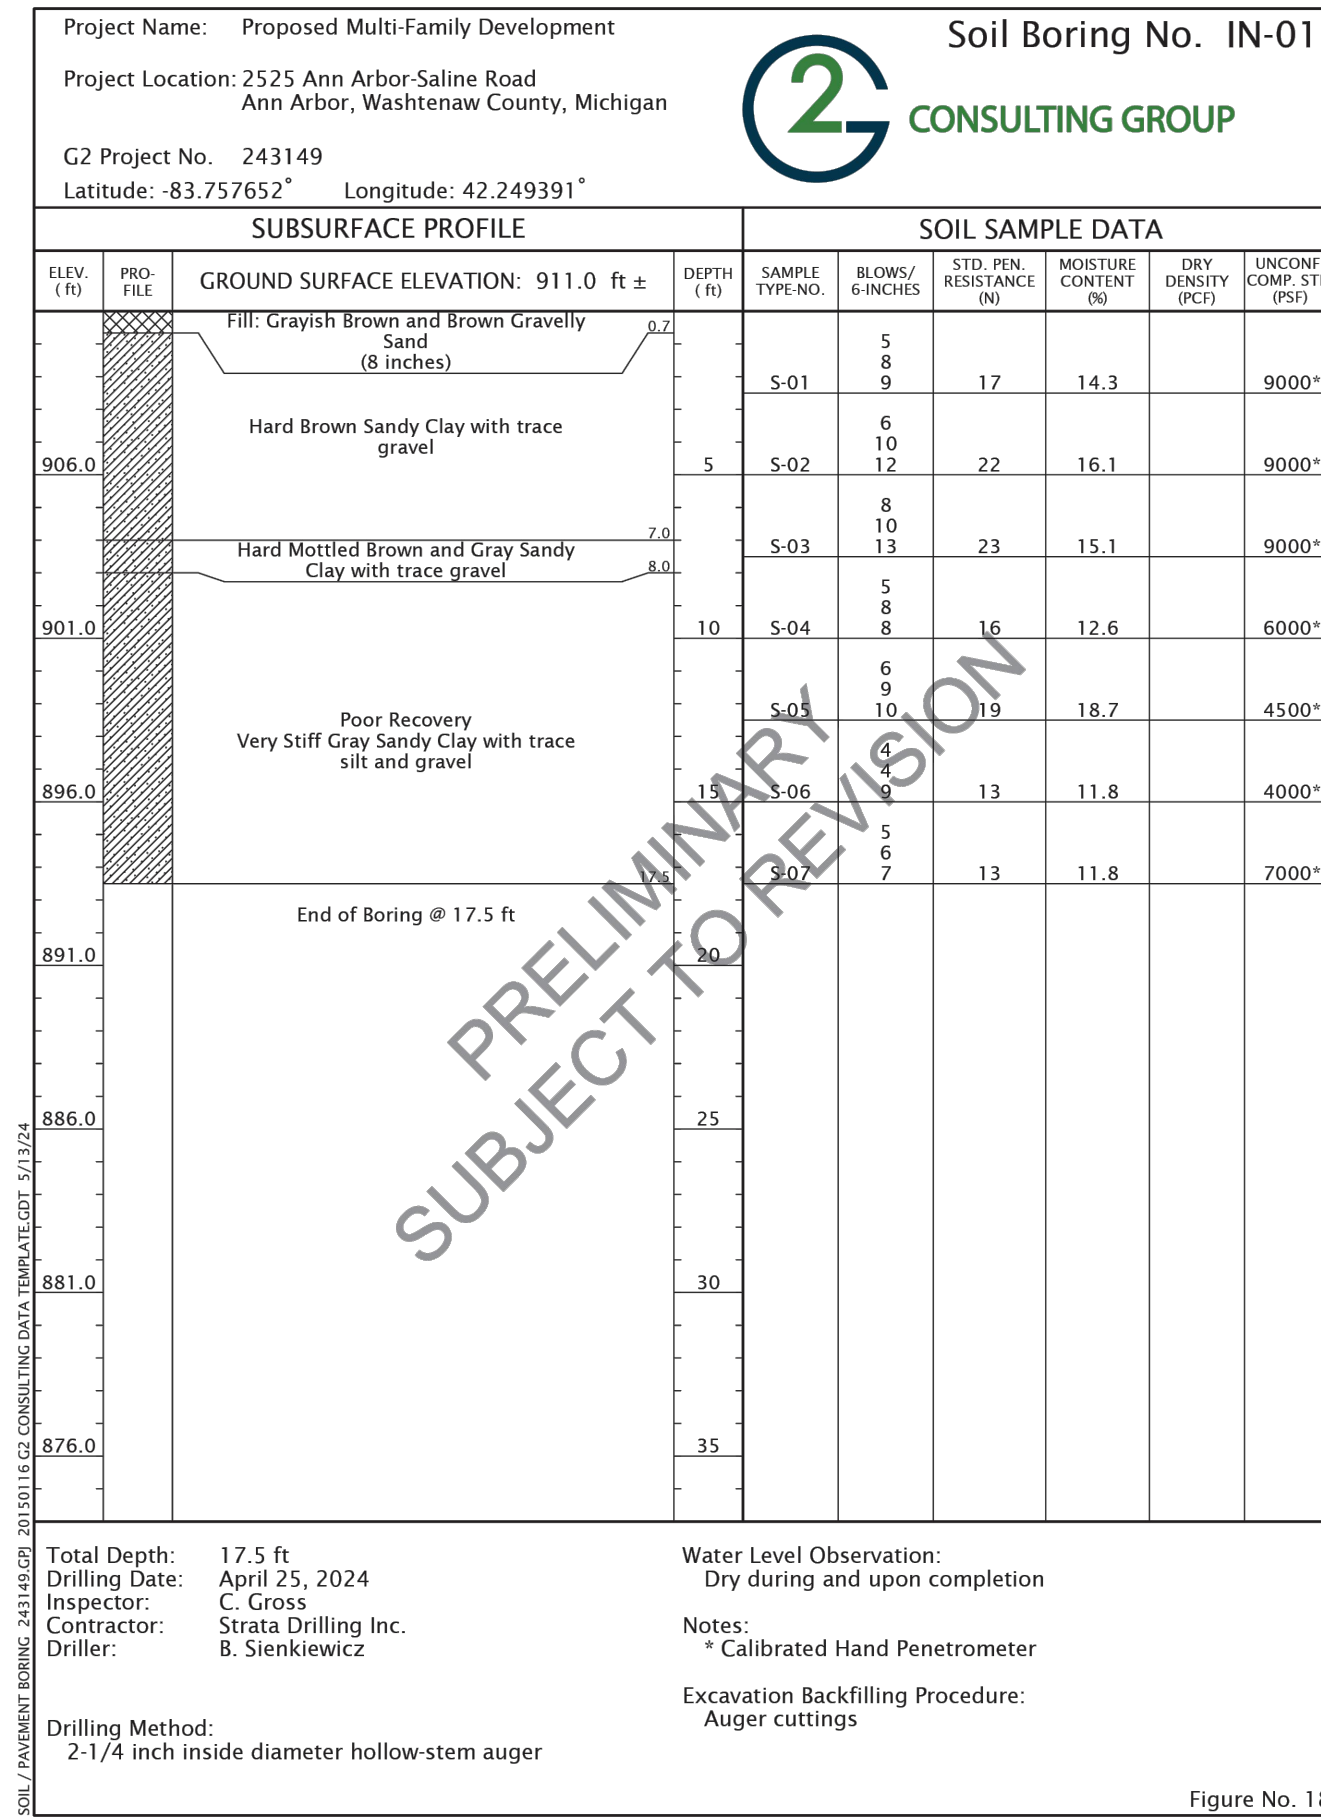 Project Name: Proposed Multi-Family Development
Project Location: 2525 Ann Arbor-Saline Road
Ann Arbor, Washtenaw County, Michigan
G2 Project No. 243149
Latitude: -83.757652° Longitude: 42.249391°
Soil Boring No. IN-01
G2 CONSULTING GROUP
SUBSURFACE PROFILE
SOIL SAMPLE DATA
ELEV. ( ft)
PRO- FILE
GROUND SURFACE ELEVATION: 911.0 ft ±
DEPTH ( ft)
SAMPLE TYPE-NO.
BLOWS/ 6-INCHES
STD. PEN. RESISTANCE (N)
MOISTURE CONTENT (%)
DRY DENSITY (PCF)
UNCONF COMP. ST (PSF)
Fill: Grayish Brown and Brown Gravelly
Sand
(8 inches)
0.7
5
8
S-01 9 17 14.3 9000*
Hard Brown Sandy Clay with trace
gravel
6
10
906.0 5 S-02 12 22 16.1 9000*
8
10
7.0
Hard Mottled Brown and Gray Sandy
Clay with trace gravel
S-03 13 23 15.1 9000*
8.0
5
8
901.0 10 S-04 8 16 12.6 6000*
6
9
S-05 10 19 18.7 4500*
Poor Recovery
Very Stiff Gray Sandy Clay with trace
silt and gravel
4
4
896.0 15 S-06 9 13 11.8 4000*
5
6
17.5 S-07 7 13 11.8 7000*
End of Boring @ 17.5 ft
891.0 20
886.0 25
881.0 30
876.0 35
PRELIMINARY
SUBJECT TO REVISION
Total Depth: 17.5 ft
Drilling Date: April 25, 2024
Inspector: C. Gross
Contractor: Strata Drilling Inc.
Driller: B. Sienkiewicz
Drilling Method:
2-1/4 inch inside diameter hollow-stem auger
Water Level Observation:
Dry during and upon completion
Notes:
* Calibrated Hand Penetrometer
Excavation Backfilling Procedure:
Auger cuttings
Figure No.
SOIL / PAVEMENT BORING 243149.GPJ 20150116 G2 CONSULTING DATA TEMPLATE.GDT 5/13/24